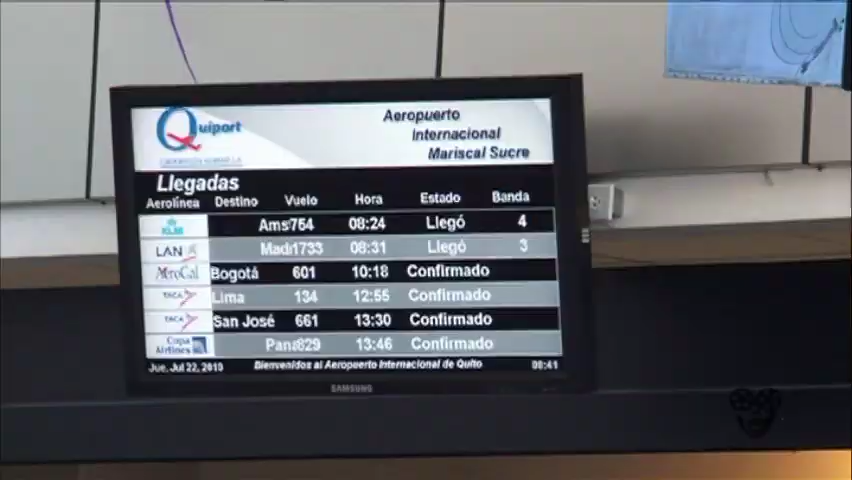 Quiport
Aeropuerto
Internacional
Mariscal Sucre
Llegadas
Aerolínea Destino Vuelo Hora Estado Banda
KLM Ams 754 08:24 Llegó 4
LAN Madr 1733 08:31 Llegó 3
AeroGal Bogotá 601 10:18 Confirmado
TACA Lima 134 12:55 Confirmado
TACA San José 661 13:30 Confirmado
Copa Airlines Pana 829 13:46 Confirmado
Jue, Jul 22, 2010 Bienvenidos al Aeropuerto Internacional de Quito 08:41
SAMSUNG